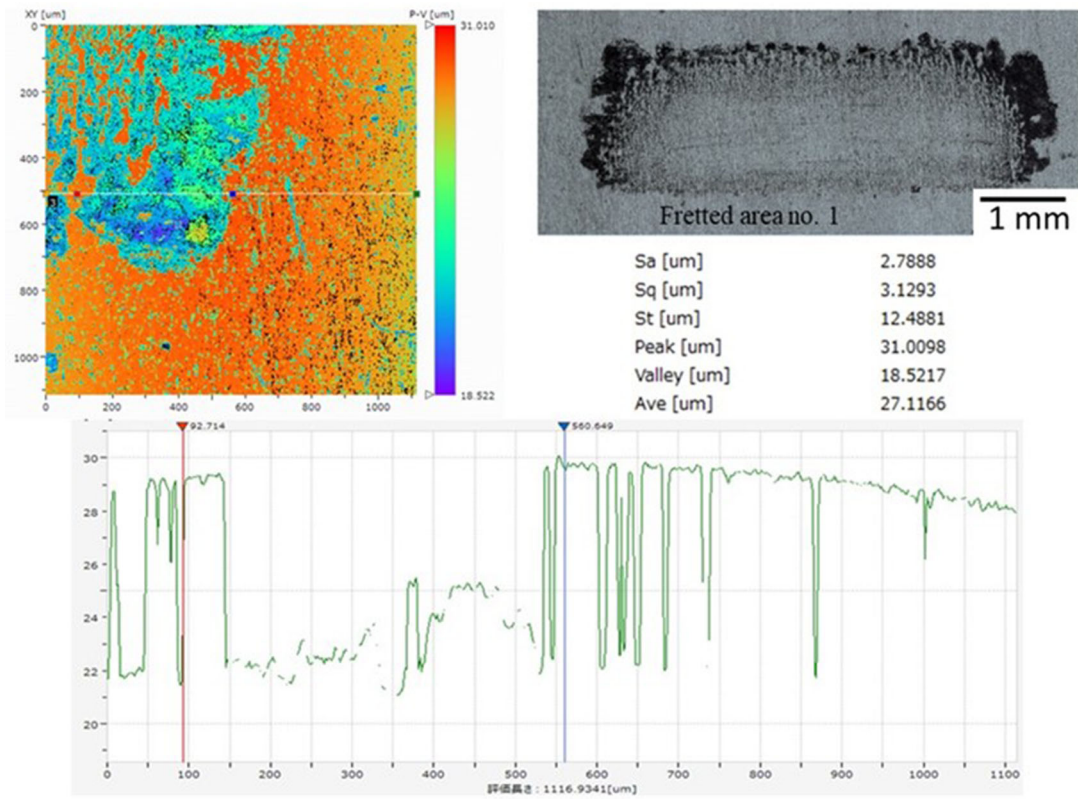 XY [um]
P-V [um]
0
200
400
600
800
1000
0 200 400 600 800 1000
31.010
18.522
Fretted area no. 1
1 mm
Sa [um] 2.7888
Sq [um] 3.1293
St [um] 12.4881
Peak [um] 31.0098
Valley [um] 18.5217
Ave [um] 27.1166
92.714
560.649
30
28
26
24
22
20
0 100 200 300 400 500 600 700 800 900 1000 1100
評価長さ : 1116.9341[um]